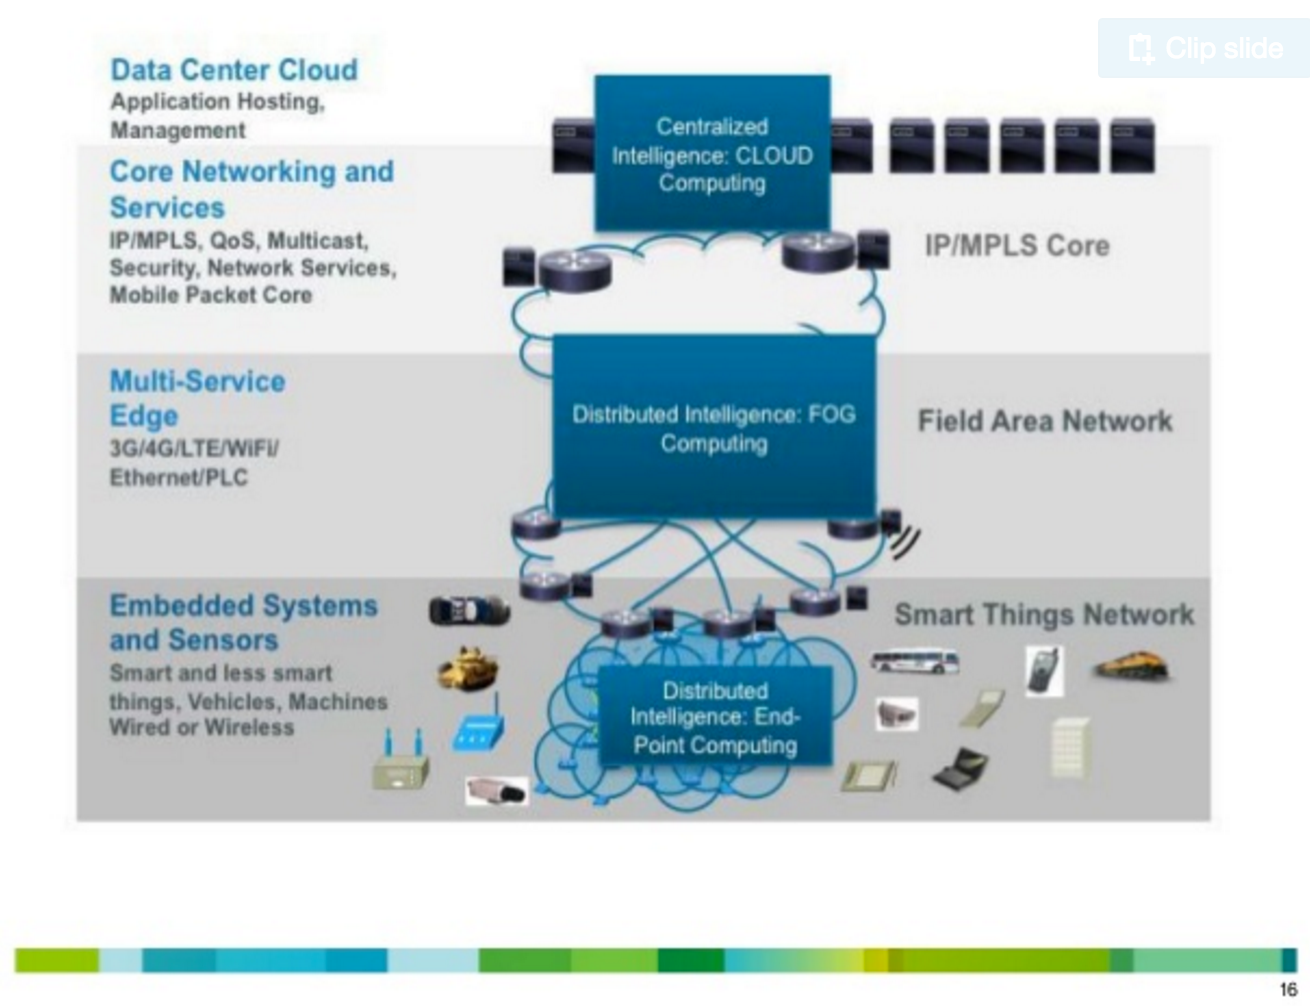 Clip slide
Data Center Cloud
Application Hosting,
Management
Centralized
Intelligence: CLOUD
Computing
Core Networking and
Services
IP/MPLS, QoS, Multicast,
Security, Network Services,
Mobile Packet Core
IP/MPLS Core
Multi-Service
Edge
3G/4G/LTE/WiFi/
Ethernet/PLC
Distributed Intelligence: FOG
Computing
Field Area Network
Embedded Systems
and Sensors
Smart and less smart
things, Vehicles, Machines
Wired or Wireless
Distributed
Intelligence: End-
Point Computing
Smart Things Network
16